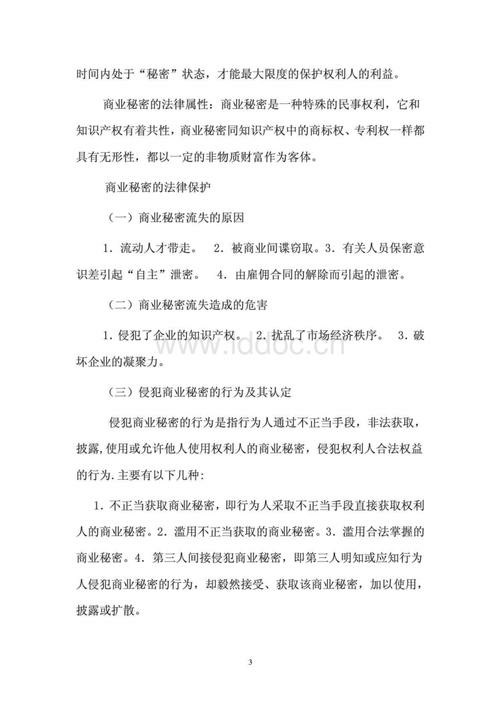 时间内处于“秘密”状态，才能最大限度的保护权利人的利益。
商业秘密的法律属性：商业秘密是一种特殊的民事权利，它和
知识产权有着共性，商业秘密同知识产权中的商标权、专利权一样都
具有无形性，都以一定的非物质财富作为客体。
商业秘密的法律保护
（一）商业秘密流失的原因
1．流动人才带走。 2．被商业间谍窃取。3．有关人员保密意
识差引起“自主”泄密。 4．由雇佣合同的解除而引起的泄密。
（二）商业秘密流失造成的危害
1．侵犯了企业的知识产权。 2．扰乱了市场经济秩序。 3．破
坏企业的凝聚力。
www.iddoc.cn
（三）侵犯商业秘密的行为及其认定
侵犯商业秘密的行为是指行为人通过不正当手段，非法获取，
披露,使用或允许他人使用权利人的商业秘密，侵犯权利人合法权益
的行为.主要有以下几种:
1．不正当获取商业秘密，即行为人采取不正当手段直接获取权利
人的商业秘密。2．滥用不正当获取的商业秘密。3．滥用合法掌握的
商业秘密。4．第三人间接侵犯商业秘密，即第三人明知或应知行为
人侵犯商业秘密的行为，却毅然接受、获取该商业秘密，加以使用，
披露或扩散。
3